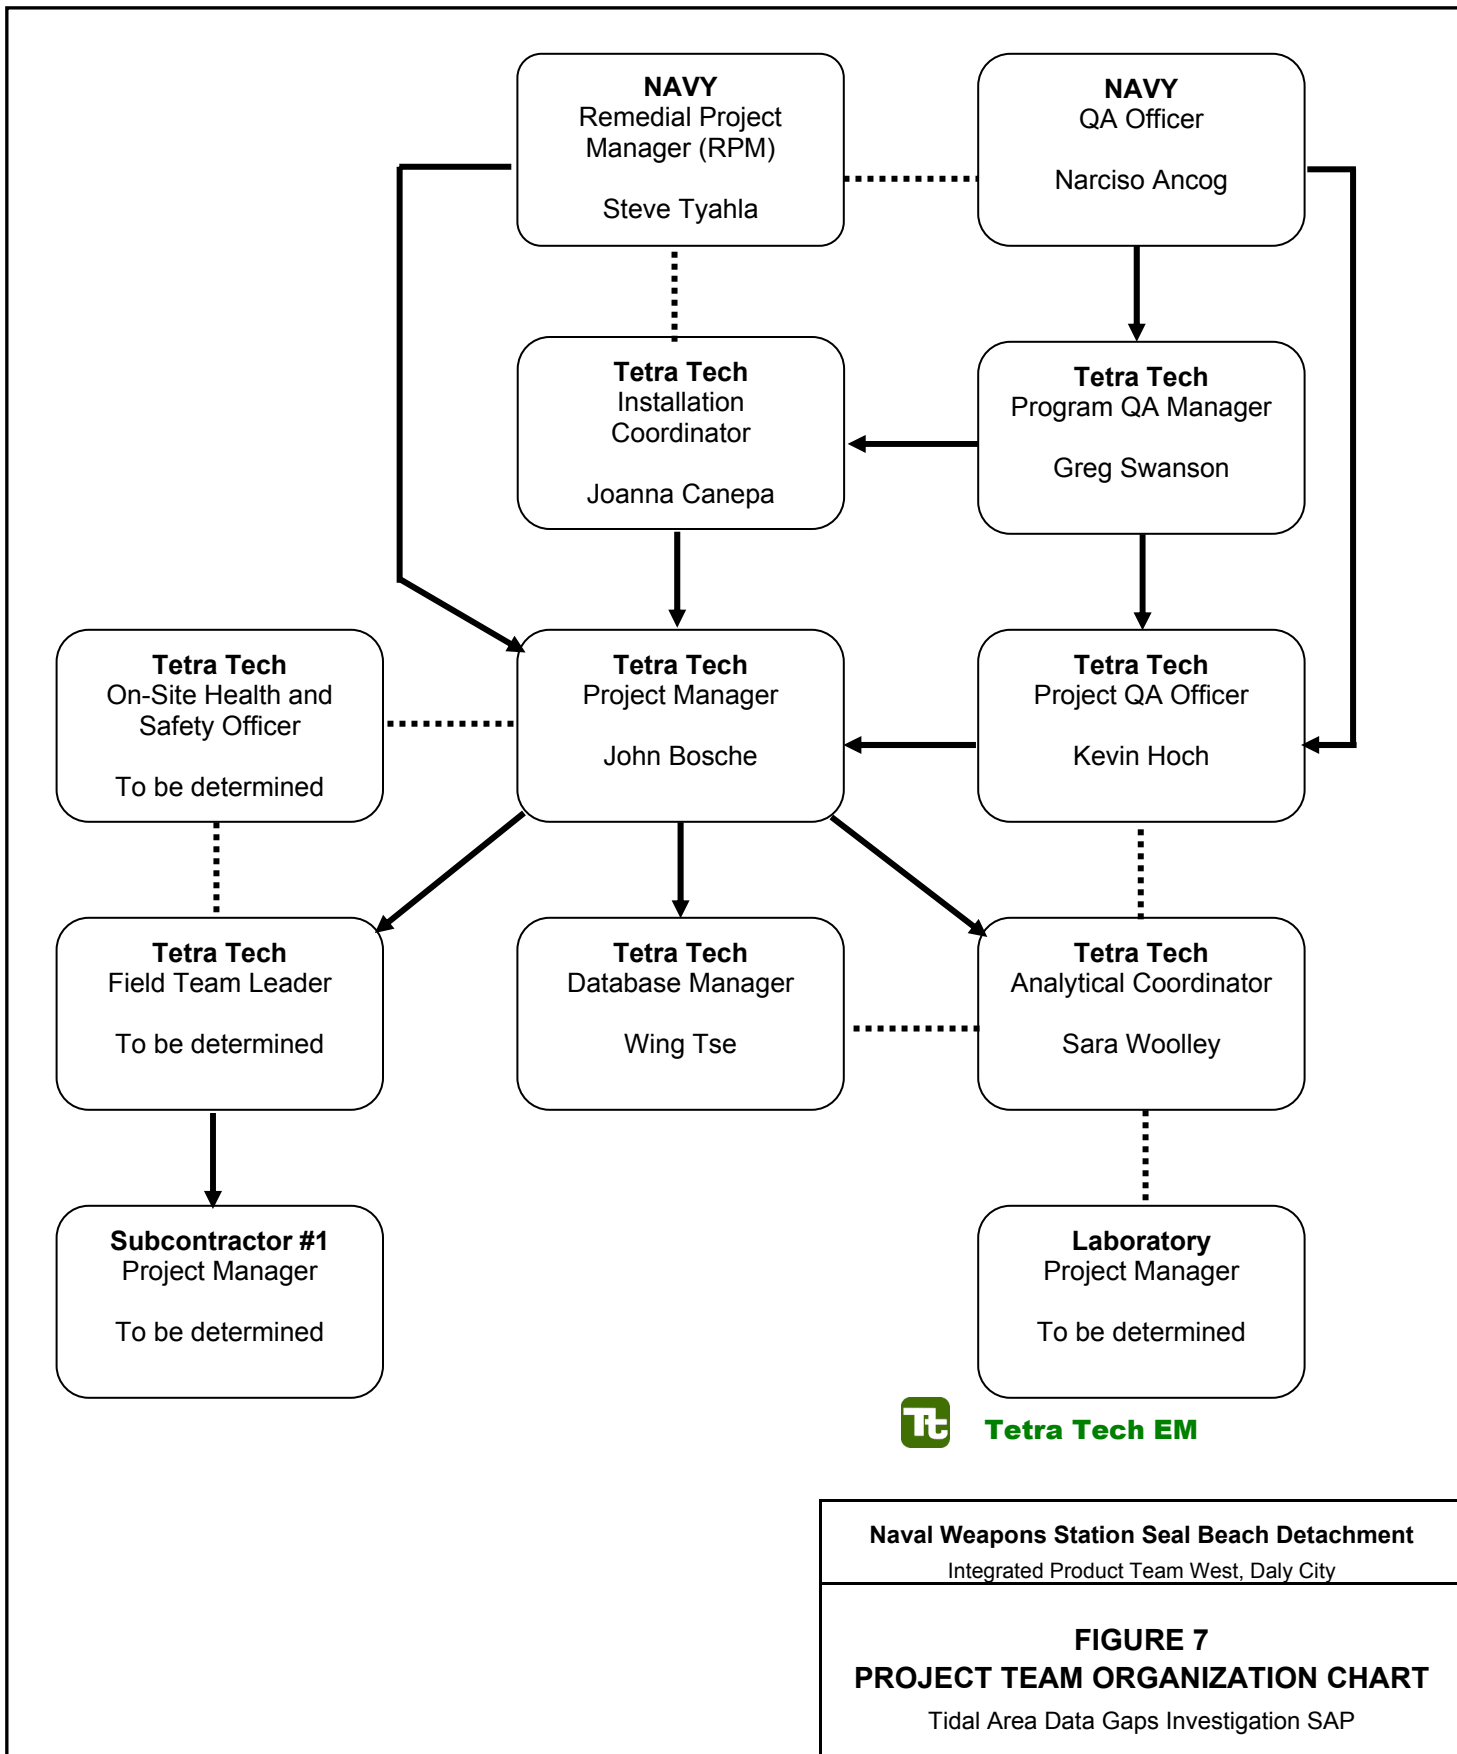 NAVY
Remedial Project
Manager (RPM)
Steve Tyahla
NAVY
QA Officer
Narciso Ancog
Tetra Tech
Installation
Coordinator
Joanna Canepa
Tetra Tech
Program QA Manager
Greg Swanson
Tetra Tech
On-Site Health and
Safety Officer
To be determined
Tetra Tech
Project Manager
John Bosche
Tetra Tech
Project QA Officer
Kevin Hoch
Tetra Tech
Field Team Leader
To be determined
Tetra Tech
Database Manager
Wing Tse
Tetra Tech
Analytical Coordinator
Sara Woolley
Subcontractor #1
Project Manager
To be determined
Laboratory
Project Manager
To be determined
Tt Tetra Tech EM
Naval Weapons Station Seal Beach Detachment
Integrated Product Team West, Daly City
FIGURE 7
PROJECT TEAM ORGANIZATION CHART
Tidal Area Data Gaps Investigation SAP